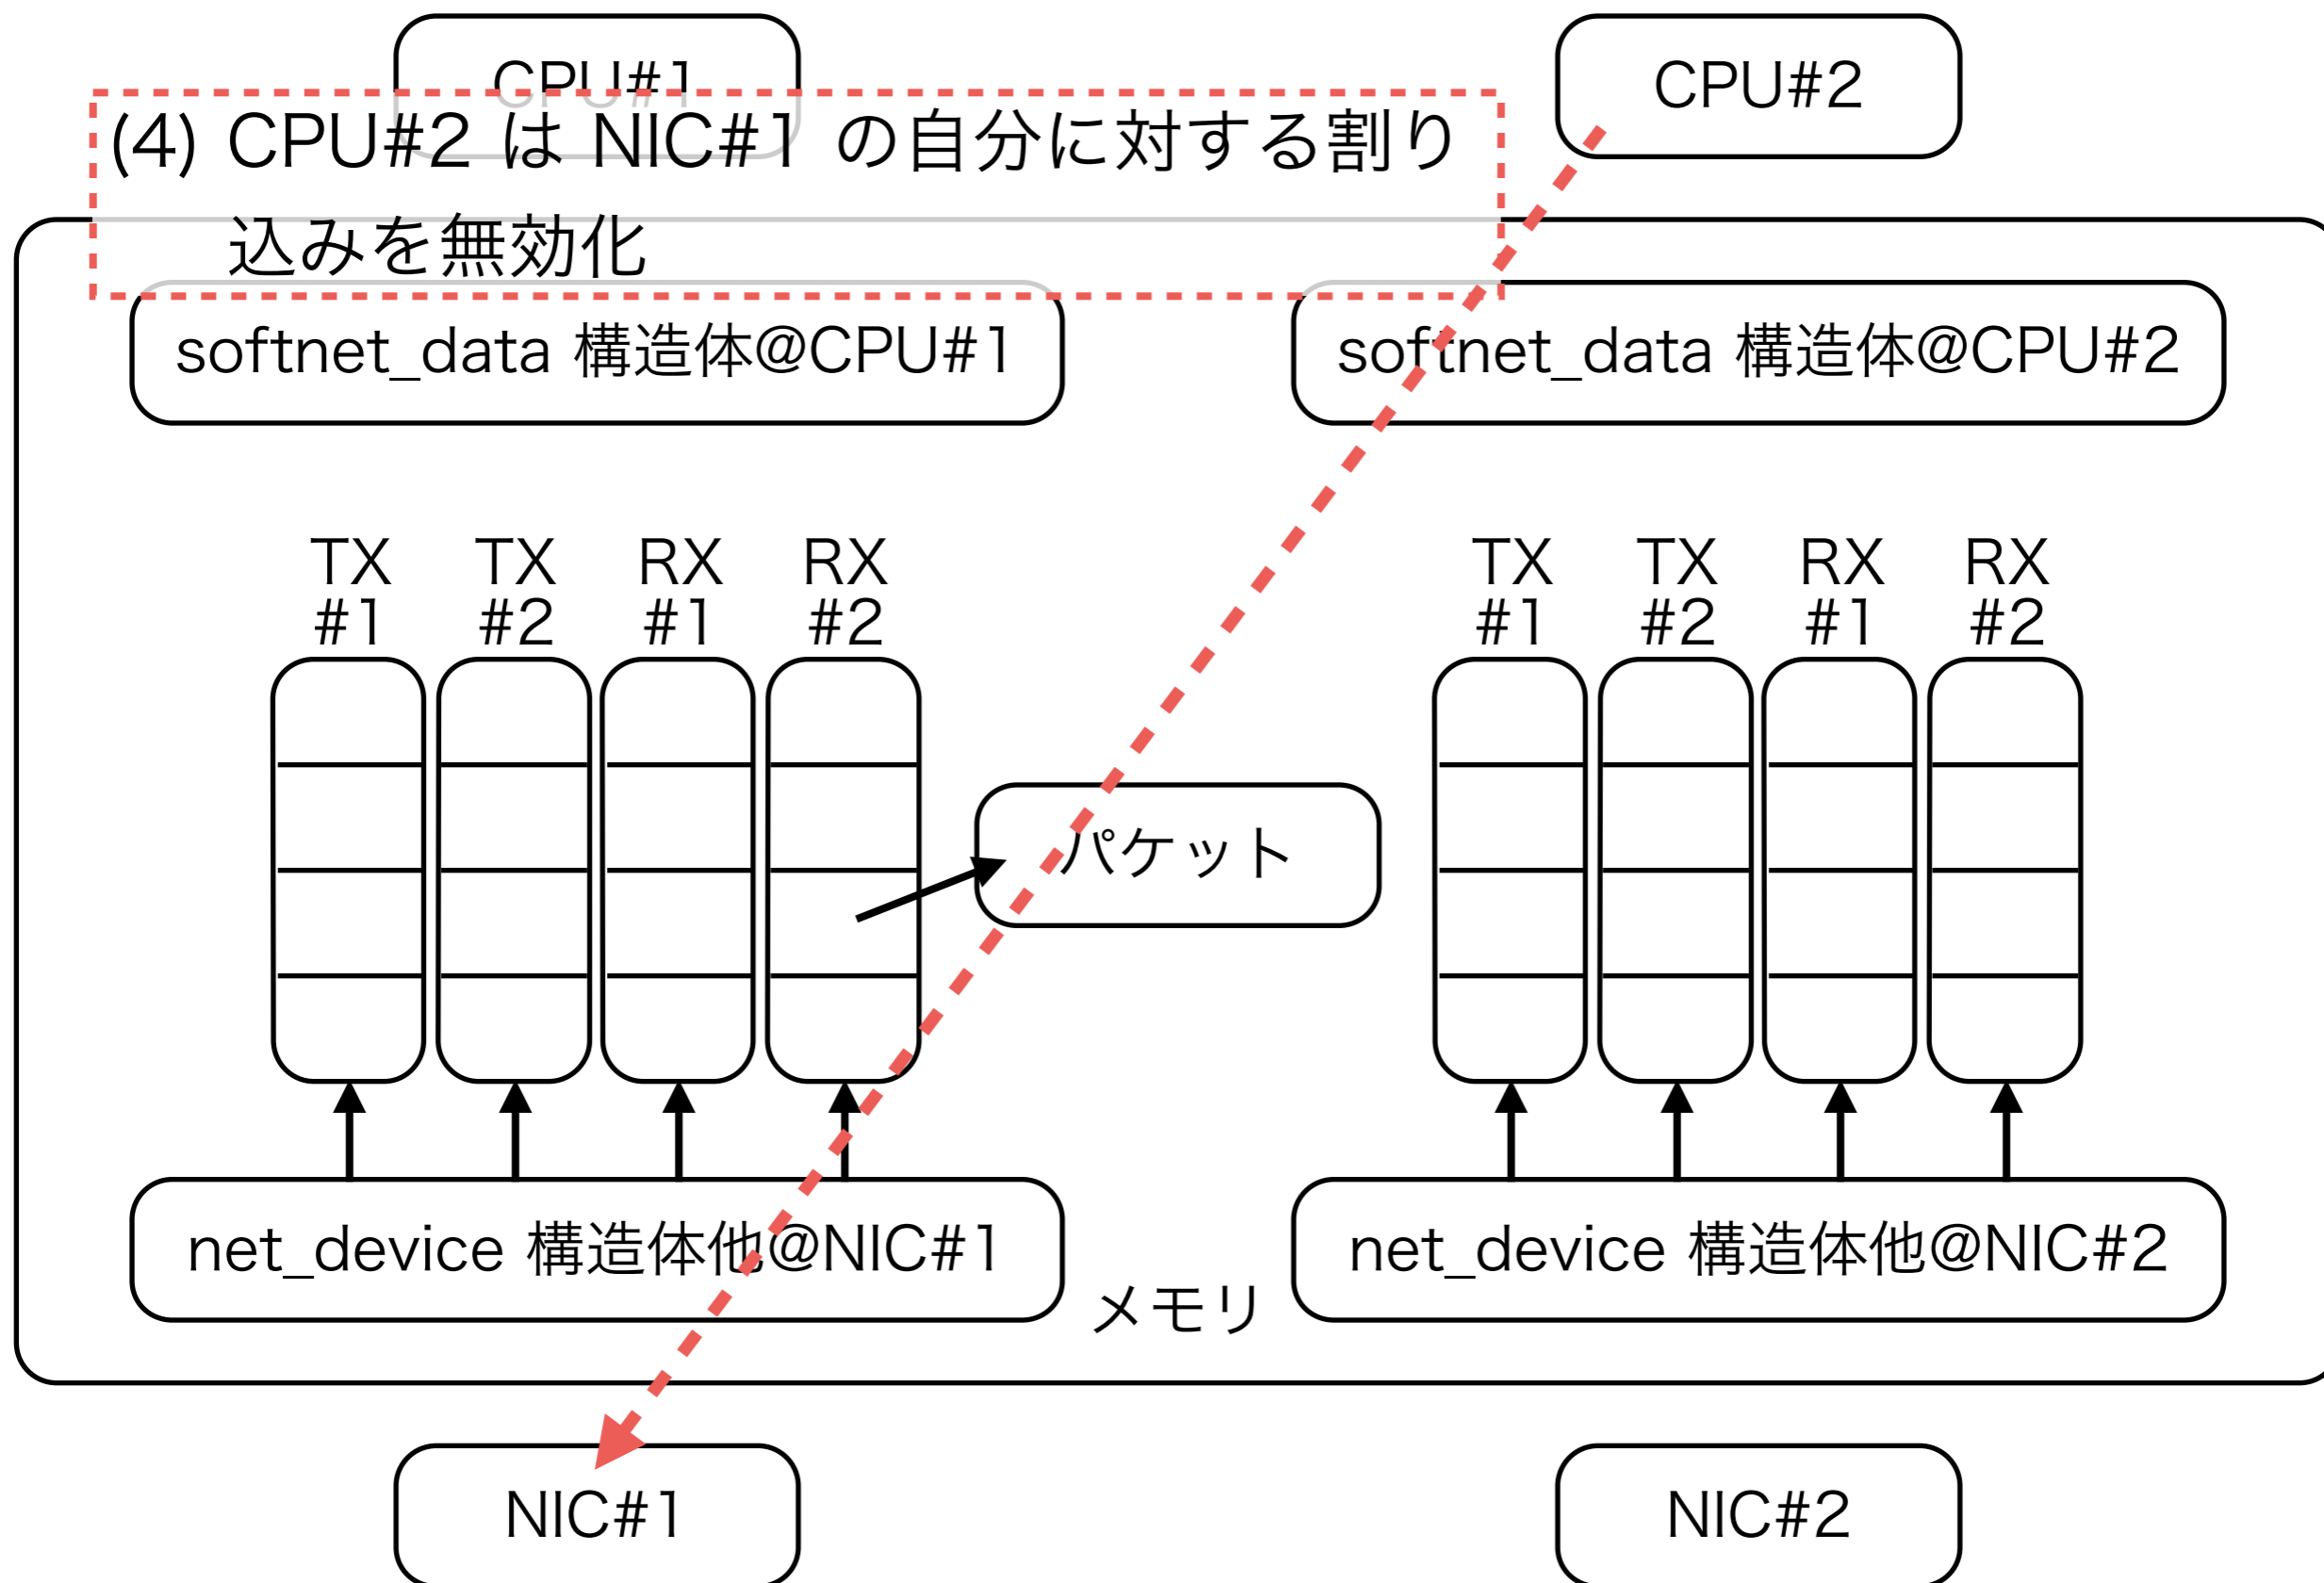 CPU#1
CPU#2
(4) CPU#2 は NIC#1 の自分に対する割り
込みを無効化
softnet_data 構造体@CPU#1
softnet_data 構造体@CPU#2
TX
#1
TX
#2
RX
#1
RX
#2
TX
#1
TX
#2
RX
#1
RX
#2
パケット
net_device 構造体他@NIC#1
net_device 構造体他@NIC#2
メモリ
NIC#1
NIC#2